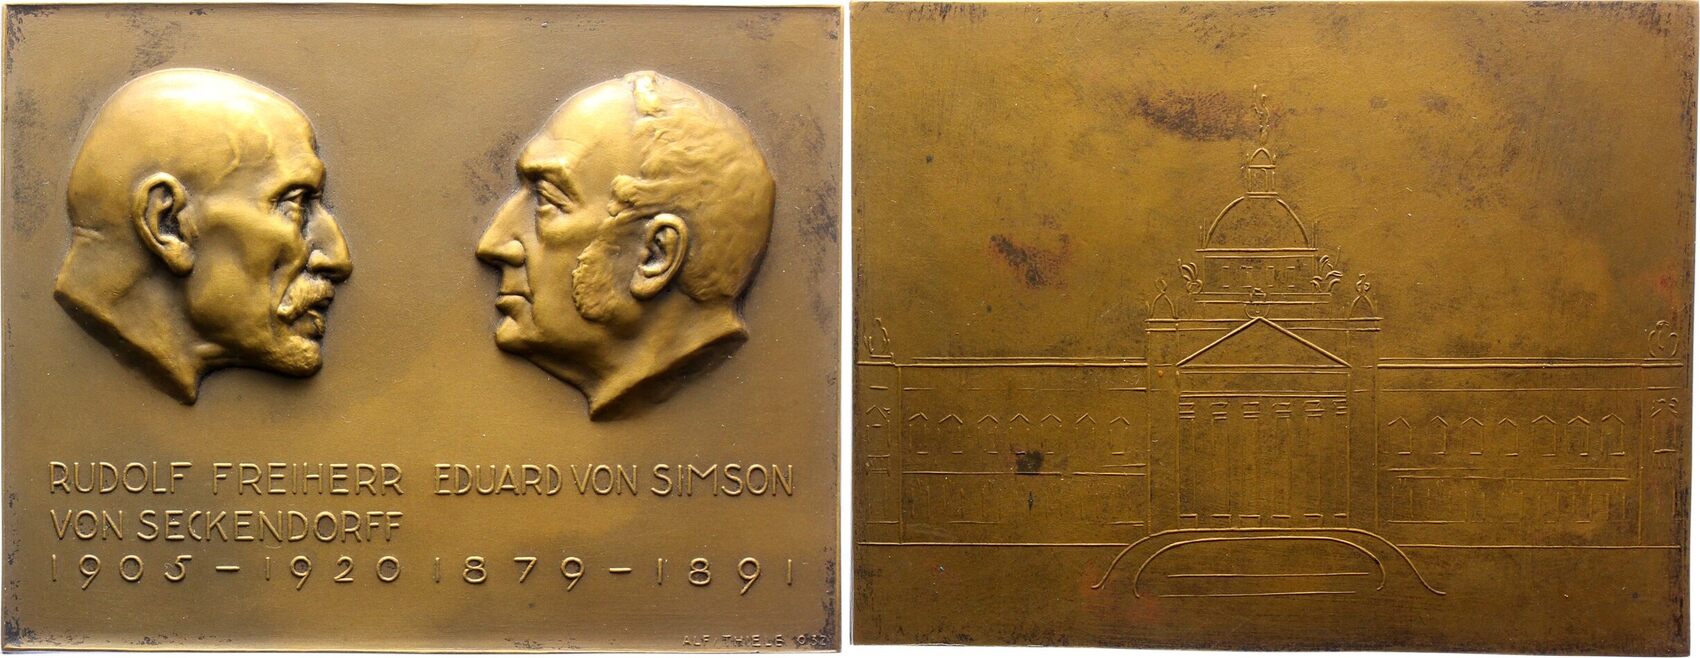 RUDOLF FREIHERR
VON SECKENDORFF
1905 – 1920
EDUARD VON SIMSON
1879 – 1891
ALF/THIELE 1932